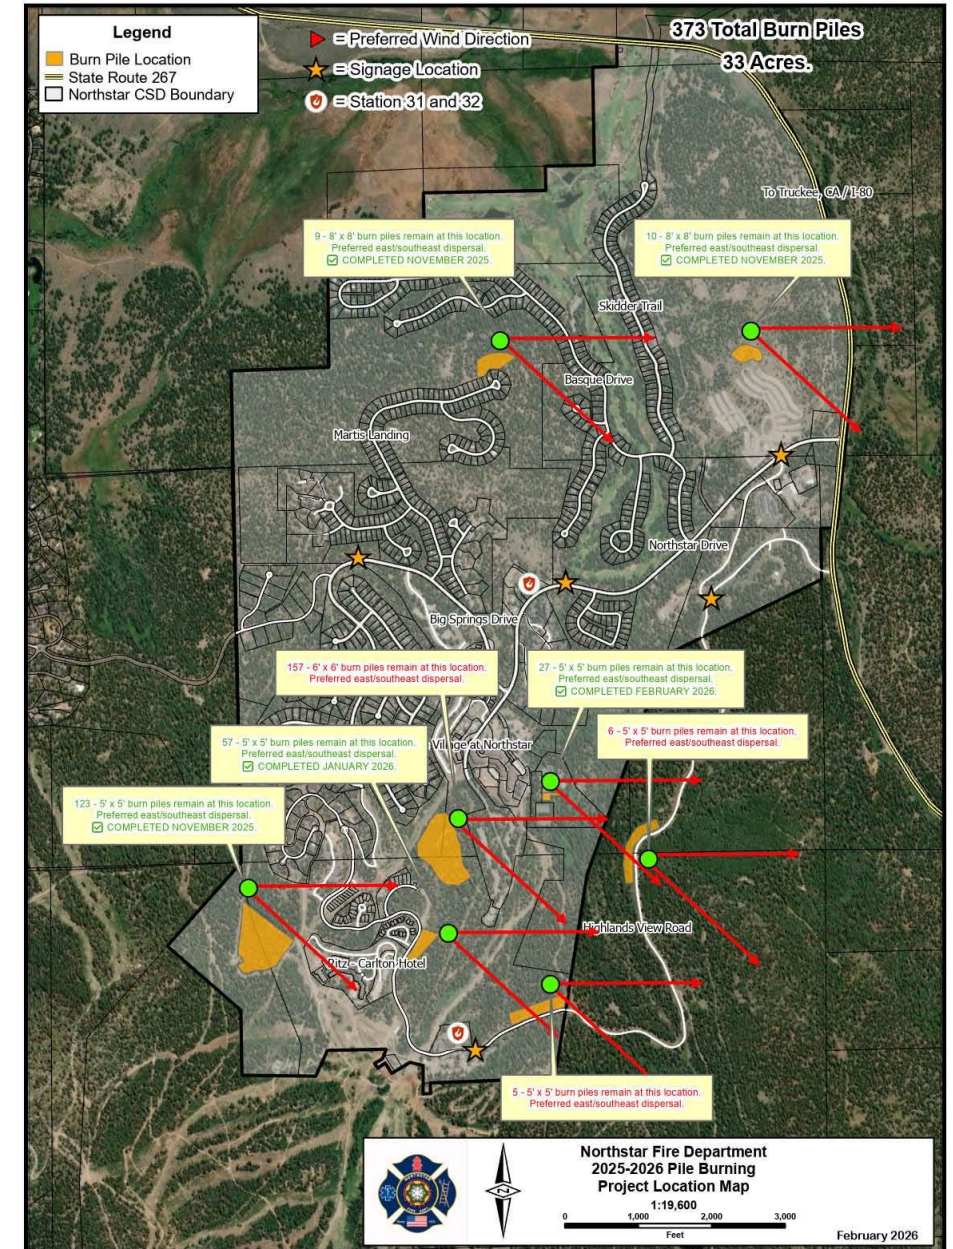 Legend
Burn Pile Location
State Route 267
Northstar CSD Boundary
= Preferred Wind Direction
= Signage Location
= Station 31 and 32
373 Total Burn Piles
33 Acres.
To Truckee, CA / I-80
9 - 8' x 8' burn piles remain at this location.
Preferred east/southeast dispersal.
COMPLETED NOVEMBER 2025.
10 - 8' x 8' burn piles remain at this location.
Preferred east/southeast dispersal.
COMPLETED NOVEMBER 2025.
Skidder Trail
Basque Drive
Martis Landing
Northstar Drive
Big Springs Drive
157 - 6' x 6' burn piles remain at this location.
Preferred east/southeast dispersal.
27 - 5' x 5' burn piles remain at this location.
Preferred east/southeast dispersal.
COMPLETED FEBRUARY 2026.
57 - 5' x 5' burn piles remain at this location.
Preferred east/southeast dispersal.
COMPLETED JANUARY 2026.
Village at Northstar
6 - 5' x 5' burn piles remain at this location.
Preferred east/southeast dispersal.
123 - 5' x 5' burn piles remain at this location.
Preferred east/southeast dispersal.
COMPLETED NOVEMBER 2025.
Highlands View Road
Ritz - Carlton Hotel
5 - 5' x 5' burn piles remain at this location.
Preferred east/southeast dispersal.
Northstar Fire Department
2025-2026 Pile Burning
Project Location Map
1:19,600
0 1,000 2,000 3,000
Feet
N
February 2026